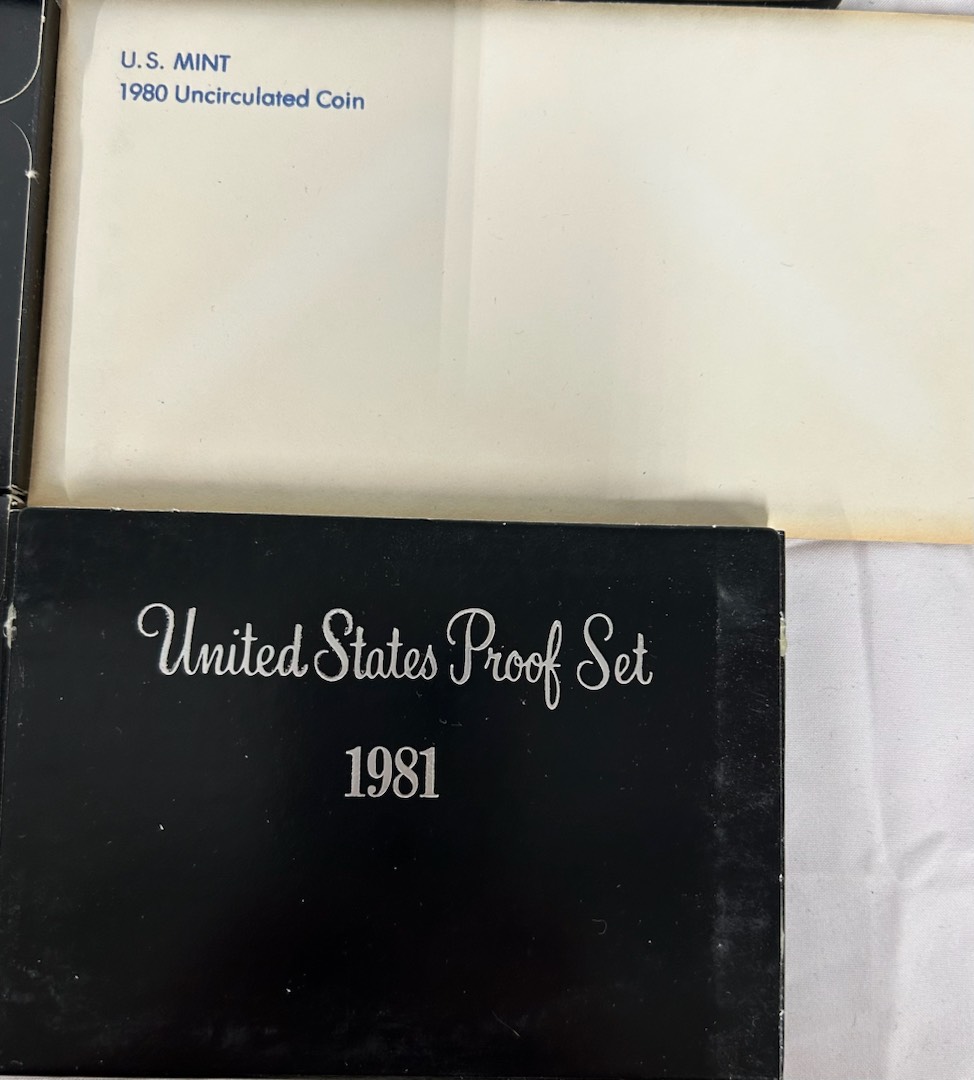 U.S. MINT
1980 Uncirculated Coin
United States Proof Set
1981